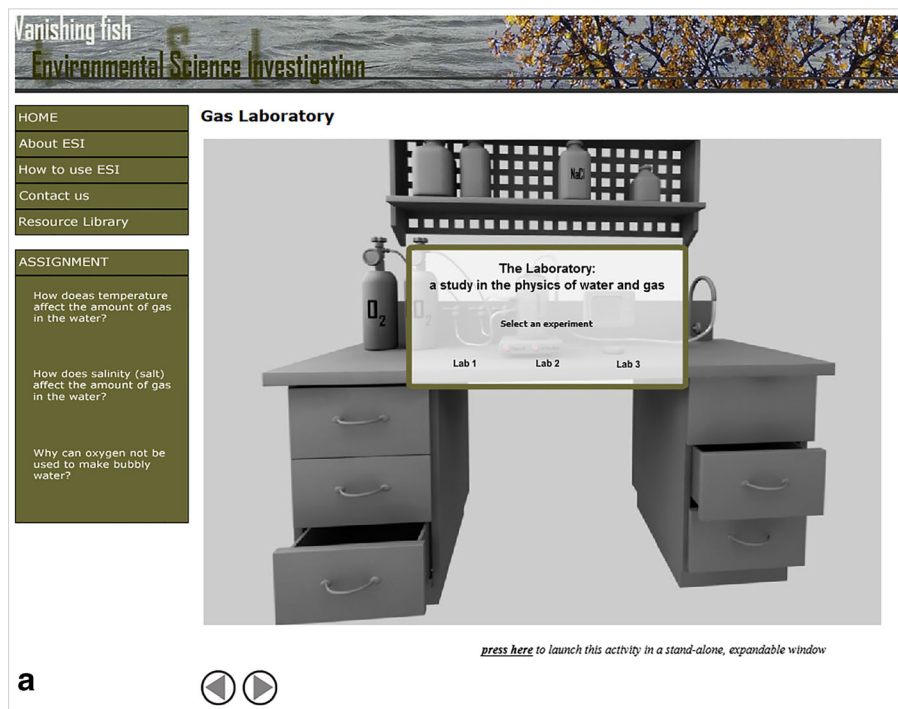 Vanishing fish
Environmental Science Investigation
HOME
About ESI
How to use ESI
Contact us
Resource Library
ASSIGNMENT
How doeas temperature
affect the amount of gas
in the water?
How does salinity (salt)
affect the amount of gas
in the water?
Why can oxygen not be
used to make bubbly
water?
Gas Laboratory
NaCl
O2
O2
The Laboratory:
a study in the physics of water and gas
Select an experiment
Lab 1 Lab 2 Lab 3
press here to launch this activity in a stand-alone, expandable window
a